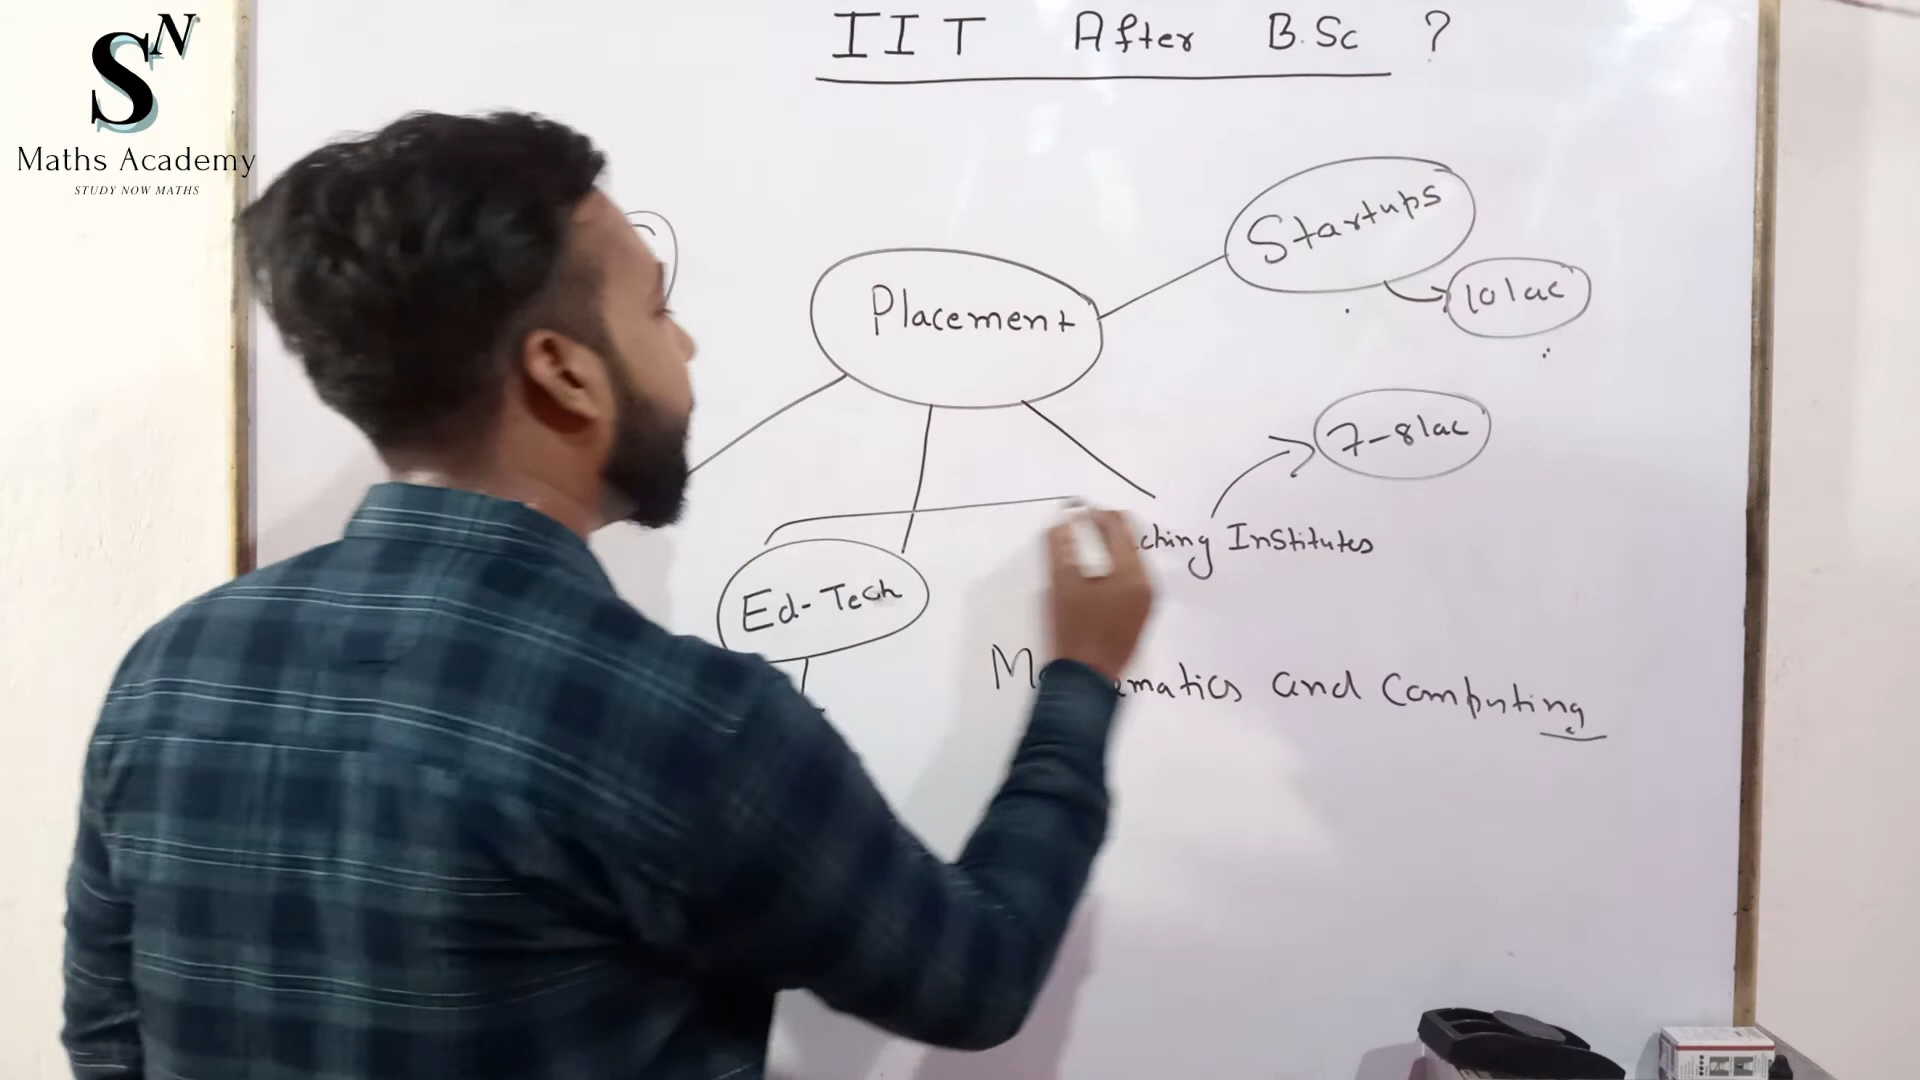 SN
Maths Academy
STUDY NOW MATHS
IIT After B.Sc ?
Startups
10 lac
Placement
7-8 lac
Institutes
Ed-Tech
and Computing